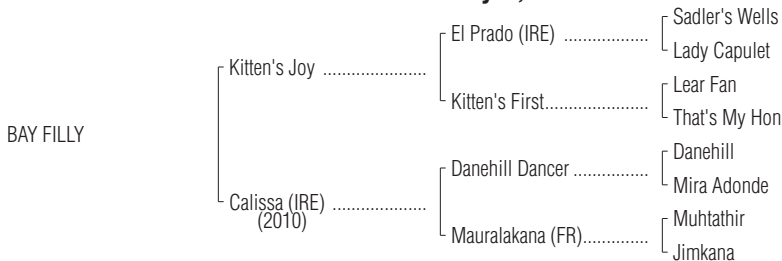 BAY FILLY
Kitten's Joy ......................
Calissa (IRE) ....................
(2010)
El Prado (IRE) ..................
Kitten's First......................
Danehill Dancer ................
Mauralakana (FR)..............
Sadler's Wells
Lady Capulet
Lear Fan
That's My Hon
Danehill
Mira Adonde
Muhtathir
Jimkana